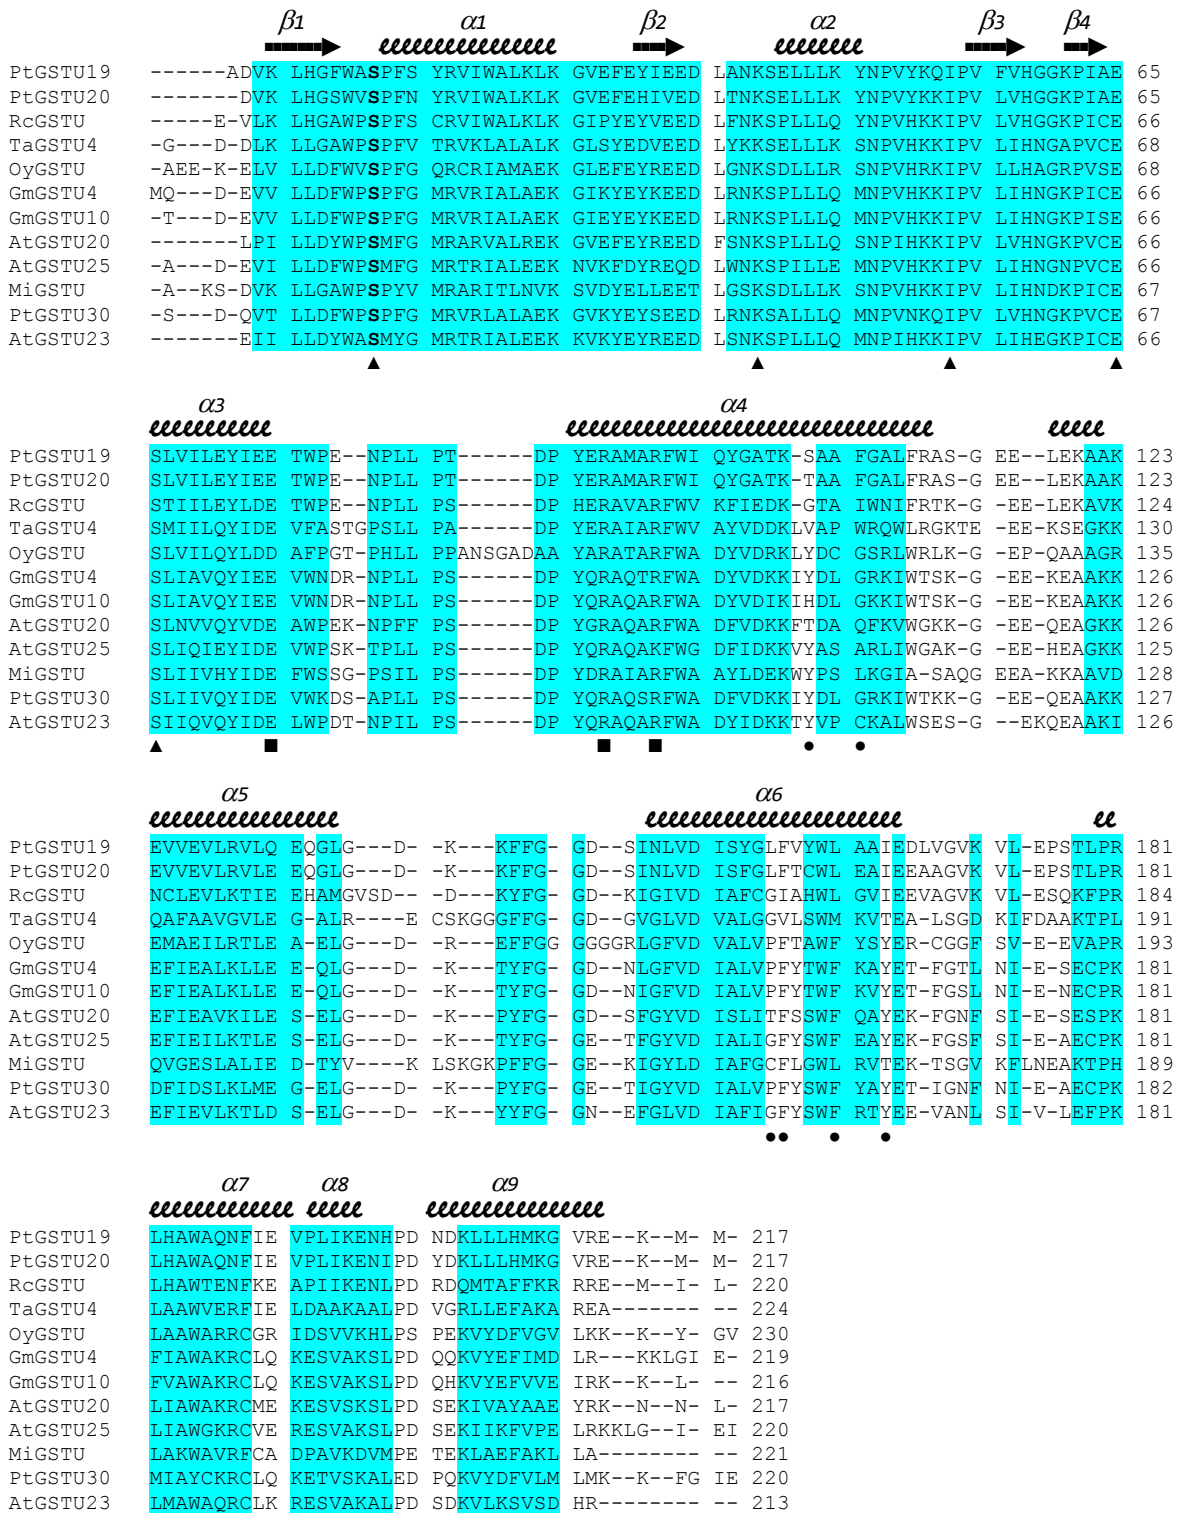 β1 α1 β2 α2 β3 β4
PtGSTU19 ------ADVK LHGFWASPFS YRVIWALKLK GVEFEYIEED LANKSELLLK YNPVYKQIPV FVHGGKPIAE 65
PtGSTU20 -------DVK LHGSWVSPFN YRVIWALKLK GVEFEHIVED LTNKSELLLK YNPVYKKIPV LVHGGKPIAE 65
RcGSTU -----E-VLK LHGAWPSPFS CRVIWALKLK GIPYEYVEED LFNKSPLLLQ YNPVHKKIPV LVHGGKPICE 66
TaGSTU4 -G---D-DLK LLGAWPSPFV TRVKLALALK GLSYEDVEED LYKKSELLLK SNPVHKKIPV LIHNGAPVCE 68
OyGSTU -AEE-K-ELV LLDFWVSPFG QRCRIAMAEK GLEFEYREED LGNKSDLLLR SNPVHRKIPV LLHAGRPVSE 68
GmGSTU4 MQ---D-EVV LLDFWPSPFG MRVRIALAEK GIKYEYKEED LRNKSPLLLQ MNPVHKKIPV LIHNGKPICE 66
GmGSTU10 -T---D-EVV LLDFWPSPFG MRVRIALAEK GIEYEYKEED LRNKSPLLLQ MNPVHKKIPV LIHNGKPISE 66
AtGSTU20 -------LPI LLDYWPSMFG MRARVALREK GVEFEYREED FSNKSPLLLQ SNPIHKKIPV LVHNGKPVCE 66
AtGSTU25 -A---D-EVI LLDFWPSMFG MRTRIALEEK NVKFDYREQD LWNKSPILLE MNPVHKKIPV LIHNGNPVCE 66
MiGSTU -A--KS-DVK LLGAWPSPYV MRARITLNVK SVDYELLEET LGSKSDLLLK SNPVHKKIPV LIHNDKPICE 67
PtGSTU30 -S---D-QVT LLDFWPSPFG MRVRLALAEK GVKYEYSEED LRNKSALLLQ MNPVNKQIPV LVHNGKPVCE 67
AtGSTU23 -------EII LLDYWASMYG MRTRIALEEK KVKYEYREED LSNKSPLLLQ MNPIHKKIPV LIHEGKPICE 66
α3 α4
PtGSTU19 SLVILEYIEE TWPE--NPLL PT------DP YERAMARFWI QYGATK-SAA FGALFRAS-G EE--LEKAAK 123
PtGSTU20 SLVILEYIEE TWPE--NPLL PT------DP YERAMARFWI QYGATK-TAA FGALFRAS-G EE--LEKAAK 123
RcGSTU STIILEYLDE TWPE--NPLL PT------DP HERAVARFWV KFIEDK-GTA IWNIFRTK-G -EE--LEKAVK 124
TaGSTU4 SMIILQYIDE VFASTGPSLL PA------DP YERAIARFWV AYVDDKLVAP WRQWLRGKTE -EE-KSEGKK 130
OyGSTU SLVILQYLDD AFPGT-PHLL PPANSGADAA YARATARFWA DYVDRKLYDCG GSRLWRLK-G -EP-QAAAGR 135
GmGSTU4 SLIAVQYIEE VWNDR-NPLL PS------DP YQRAQTRFWA DYVDKKIYDL GRKIWTSK-G -EE-KEAAKK 126
GmGSTU10 SLIAVQYIEE VWNDR-NPLL PS------DP YQRAQARFWA DYVDIKIHDL GKKIWTSK-G -EE-KEAAKK 126
AtGSTU20 SLNVVQYVDE AWPEK-NPFF PS------DP YGRAQARFWA DFVDKKFTDA QFKVWGKK-G -EE-QEAGKK 126
AtGSTU25 SLIQIEYIDE VWPSK-TPLL PS------DP YQRAQAKFWG DFIDKKVYAS ARLIWGAK-G -EE-HEAGKK 125
MiGSTU SLIIVHYIDE FWSSG-PSIL PS------DP YDRAIARFWA AYLDEKWYPS LKGIA-SAQG EEA-KKAAVD 128
PtGSTU30 SLIIVQYIDE VWKDS-APLL PS------DP YQRAQSRFWA DFVDKKIYDL GRKIWTKK-G -EE-QEAAKK 127
AtGSTU23 SIIQVQYIDE LWPDT-NPIL PS------DP YQRAQARFWA DYIDKKTYVP CKALWSES-G --EKQEAAKI 126
α5 α6
PtGSTU19 EVVEVLRVLQ EQGLG---D- -K---KFFG- GD--SINLVD ISYGLFVYWL AAIEDLVGVK VL-EPSTLPR 181
PtGSTU20 EVVEVLRVLQ EQGLG---D- -K---KFFG- GD--SINLVD ISFGLFTCWL EAIEEAAGVK VL-EPSTLPR 181
RcGSTU NCLEVLKTIE EHAMGVSD-- -D---KYFG- GD--KIGIVD IAFCGIAHWL GVIEEVAGVK VL-ESQKFPR 184
TaGSTU4 QAFAAVGVLE G-ALR----E CSKGGGFFG- GD--GVGLVD VALGGVLSWM KVTEA-LSGD KIFDAAKTPL 191
OyGSTU EMAEILRTLE A-ELG---D- -R---EFFGG GGGGRLGFVD VALVPFTAWF YSYER-CGGF SV-E-EVAPR 193
GmGSTU4 EFIEALKLLE E-QLG---D- -K---TYFG- GD--NLGFVD IALVPFYTWF KAYET-FGTL NI-E-SECPK 181
GmGSTU10 EFIEALKLLE E-QLG---D- -K---TYFG- GD--NIGFVD IALVPFYTWF KVYET-FGSL NI-E-NECPR 181
AtGSTU20 EFIEAVKILE S-ELG---D- -K---PYFG- GD--SFGYVD ISLITFSSWF QAYEK-FGNF SI-E-SESPK 181
AtGSTU25 EFIEILKTLE S-ELG---D- -K---TYFG- GE--TFGYVD IALIGFYSWF EAYEK-FGSF SI-E-AECPK 181
MiGSTU QVGESLALIE D-TYV----K LSKGKPFFG- GE--KIGYLD IAFGCFLGWL RVTEK-TSGV KFLNEAKTPH 189
PtGSTU30 DFIDSLKLME G-ELG---D- -K---PYFG- GE--TIGYVD IALVPFYSWF YAYET-IGNF NI-E-AECPK 182
AtGSTU23 EFIEVLKTLD S-ELG---D- -K---YYFG- GN--EFGLVD IAFIGFYSWF RTYEE-VANL SI-V-LEFPK 181
α7 α8 α9
PtGSTU19 LHAWAQNFIE VPLIKENHPD NDKLLLHMKG VRE--K--M- M- 217
PtGSTU20 LHAWAQNFIE VPLIKENIPD YDKLLLHMKG VRE--K--M- M- 217
RcGSTU LHAWTENFKE APIIKENLPD RDQMTAFFKR RRE--M--I- L- 220
TaGSTU4 LAAWVERFIE LDAAKAALPD VGRLLEFAKA REA------- -- 224
OyGSTU LAAWARRCGR IDSVVKHLPS PEKVYDFVGV LKK--K--Y- GV 230
GmGSTU4 FIAWAKRCLQ KESVAKSLPD QQKVYEFIMD LR---KKLGI E- 219
GmGSTU10 FVAWAKRCLQ KESVAKSLPD QHKVYEFVVE IRK--K--L- -- 216
AtGSTU20 LIAWAKRCME KESVSKSLPD SEKIVAYAAE YRK--N--N- L- 217
AtGSTU25 LIAWGKRCVE RESVAKSLPD SEKIIKFVPE LRKKLG--I- EI 220
MiGSTU LAKWAVRFCA DPAVKDVMPE TEKLAEFAKL LA-------- -- 221
PtGSTU30 MIAYCKRCLQ KETVSKALED PQKVYDFVLM LMK--K--FG IE 220
AtGSTU23 LMAWAQRCLK RESVAKALPD SDKVLKSVSD HR-------- -- 213